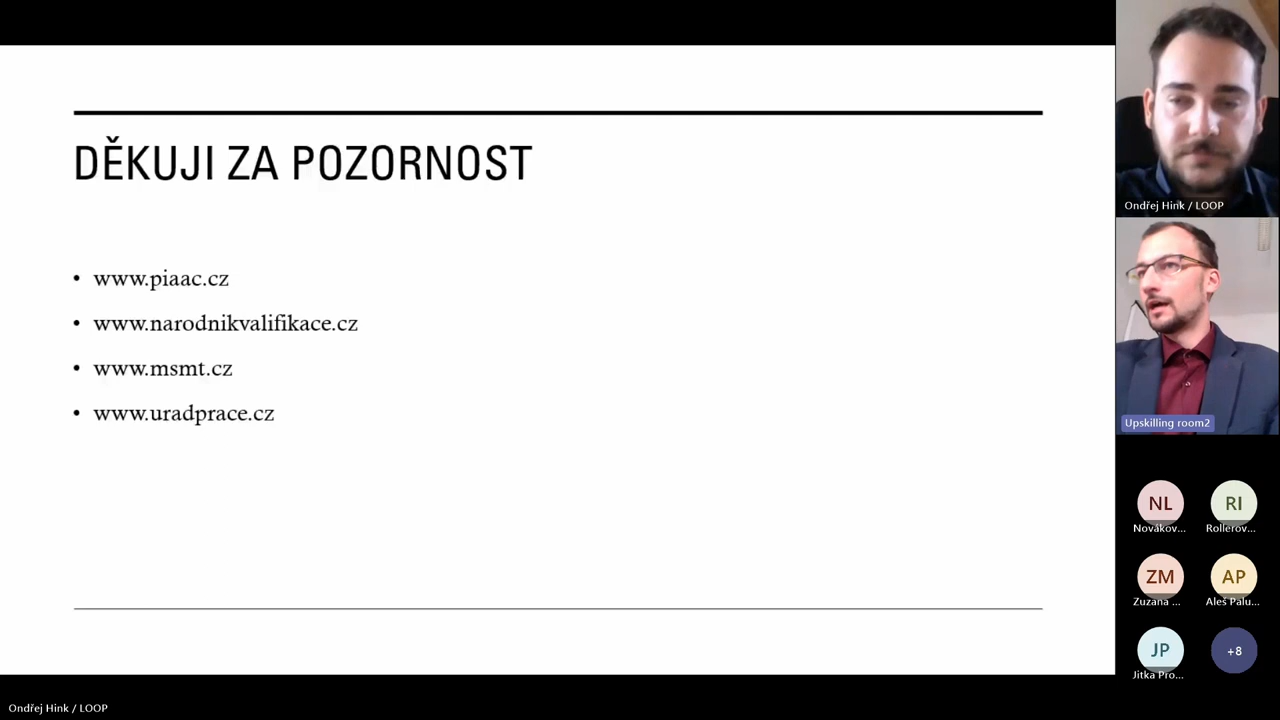 DĚKUJI ZA POZORNOST
• www.piaac.cz
• www.narodnikvalifikace.cz
• www.msmt.cz
• www.uradprace.cz
Ondřej Hink / LOOP
Upskilling room2
NL
Novákov...
RI
Rollerov...
ZM
Zuzana ...
AP
Aleš Palu...
JP
Jitka Pro...
+8
Ondřej Hink / LOOP